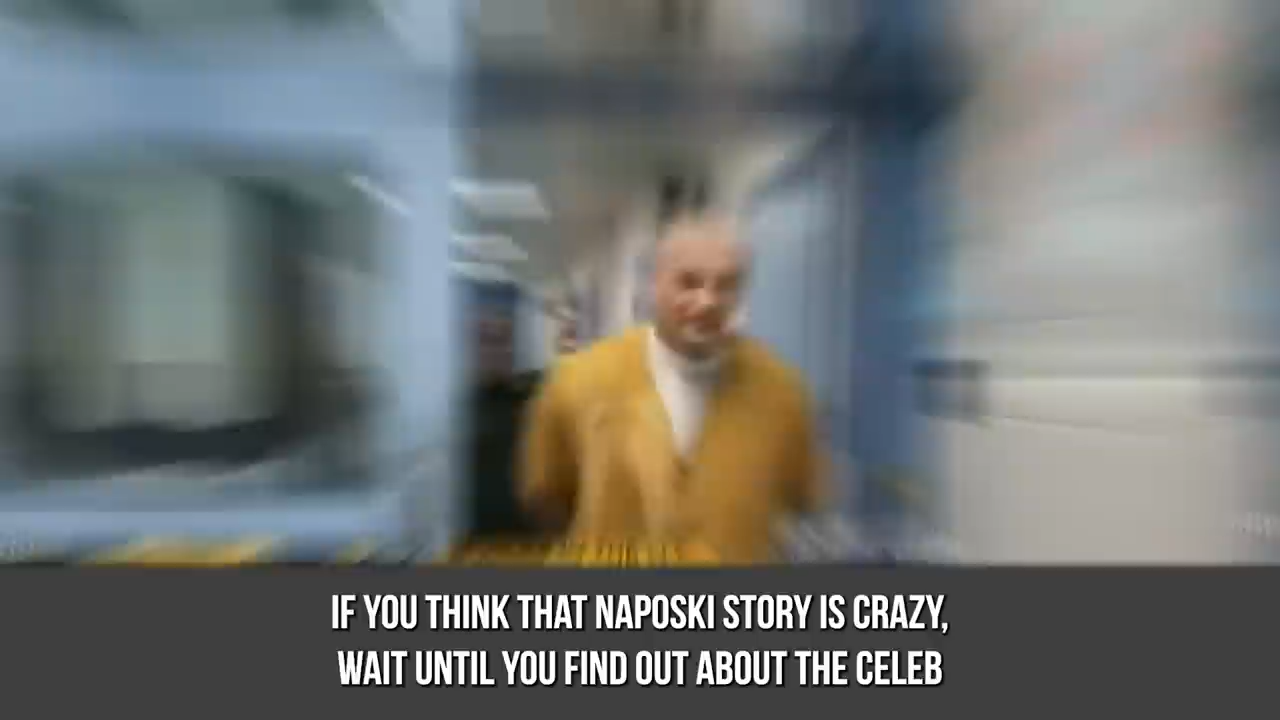 IF YOU THINK THAT NAPOSKI STORY IS CRAZY,
WAIT UNTIL YOU FIND OUT ABOUT THE CELEB